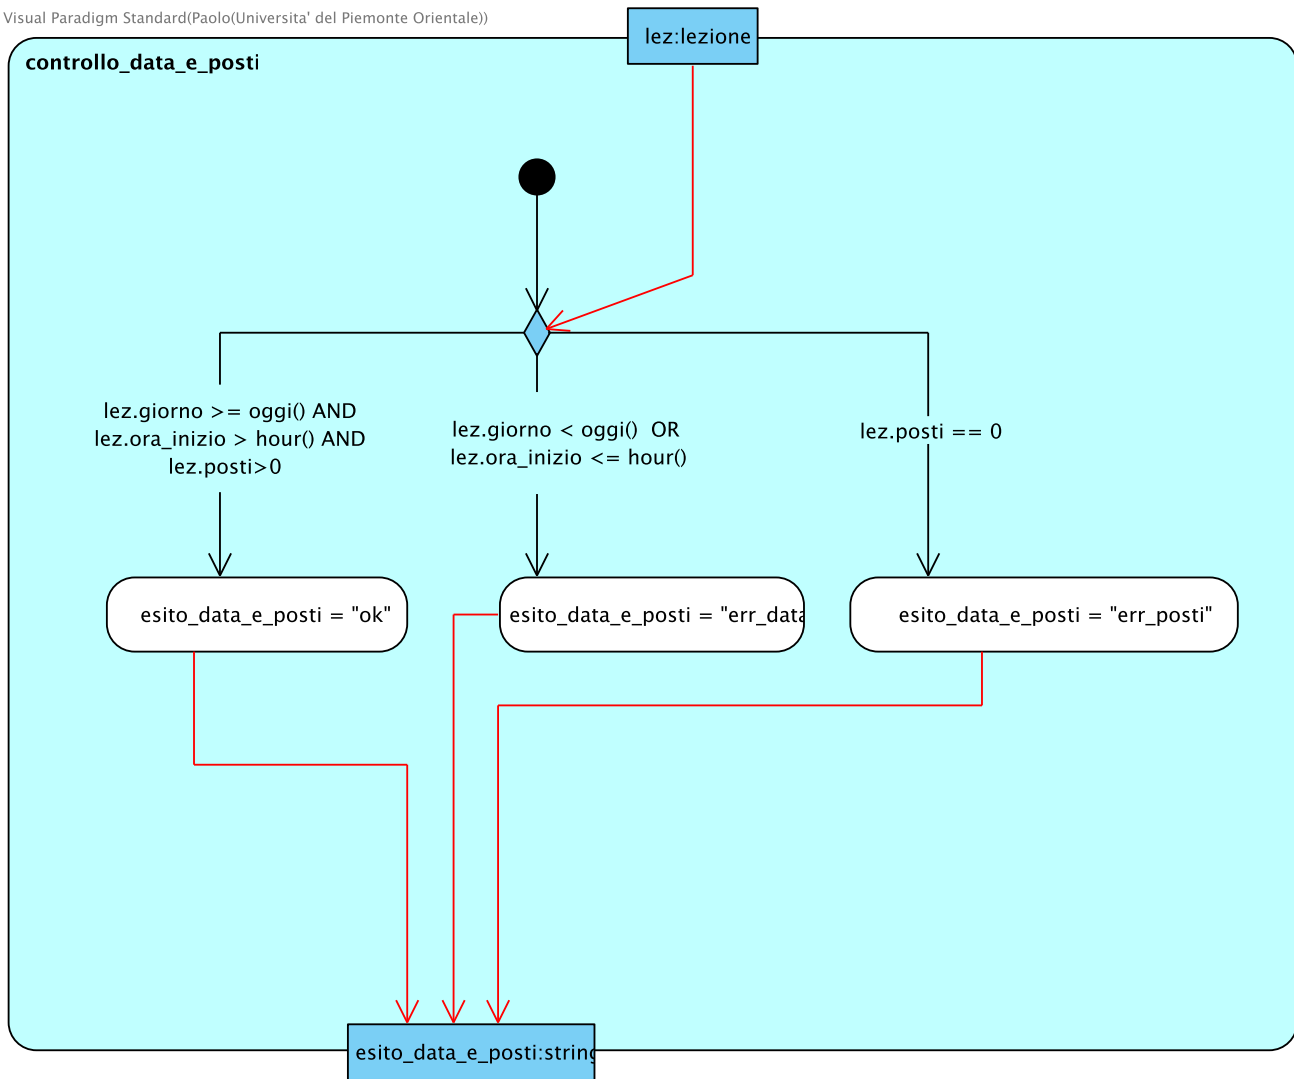 Visual Paradigm Standard(Paolo(Universita' del Piemonte Orientale))
lez:lezione
controllo_data_e_posti
lez.giorno >= oggi() AND
lez.ora_inizio > hour() AND
lez.posti>0
lez.giorno < oggi()  OR
lez.ora_inizio <= hour()
lez.posti == 0
esito_data_e_posti = "ok"
esito_data_e_posti = "err_data
esito_data_e_posti = "err_posti"
esito_data_e_posti:string